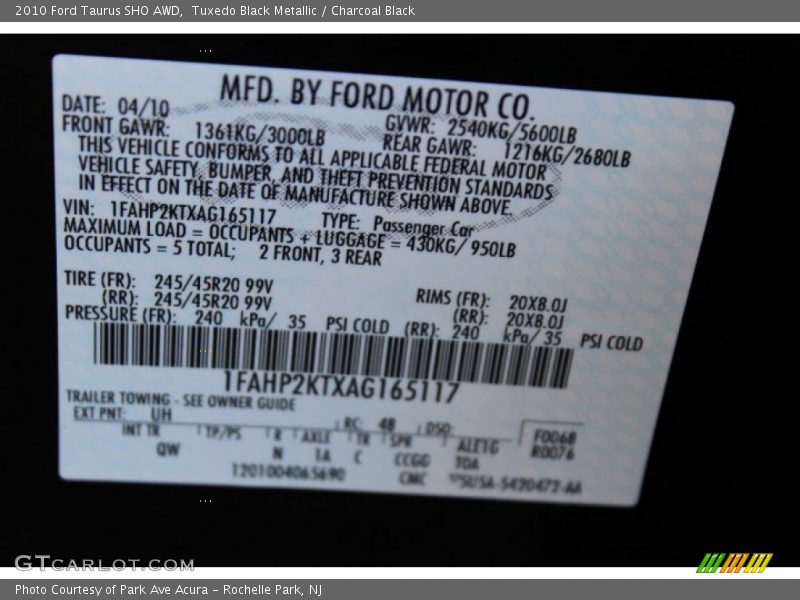 2010 Ford Taurus SHO AWD,  Tuxedo Black Metallic / Charcoal Black
MFD. BY FORD MOTOR CO.
DATE: 04/10 GVWR: 2540KG/5600LB
FRONT GAWR: 1361KG/3000LB REAR GAWR: 1216KG/2680LB
THIS VEHICLE CONFORMS TO ALL APPLICABLE FEDERAL MOTOR
VEHICLE SAFETY, BUMPER, AND THEFT PREVENTION STANDARDS
IN EFFECT ON THE DATE OF MANUFACTURE SHOWN ABOVE.
VIN: 1FAHP2KTXAG165117 TYPE: Passenger Car
MAXIMUM LOAD = OCCUPANTS + LUGGAGE = 430KG/ 950LB
OCCUPANTS = 5 TOTAL; 2 FRONT, 3 REAR
TIRE (FR): 245/45R20 99V RIMS (FR): 20X8.0J
(RR): 245/45R20 99V (RR): 20X8.0J
PRESSURE (FR): 240 kPa/ 35 PSI COLD (RR): 240 kPa/ 35 PSI COLD
1FAHP2KTXAG165117
TRAILER TOWING - SEE OWNER GUIDE
EXT PNT: UH RC: 48 DSO: F0068
INT TR TP/PS R AXLE TR SPR ALE1G R0076
QW N 1A C CCGG TOA
1201004065690 CMC 5U5A-5420472-AA
GTCARLOT.COM
Photo Courtesy of Park Ave Acura – Rochelle Park, NJ